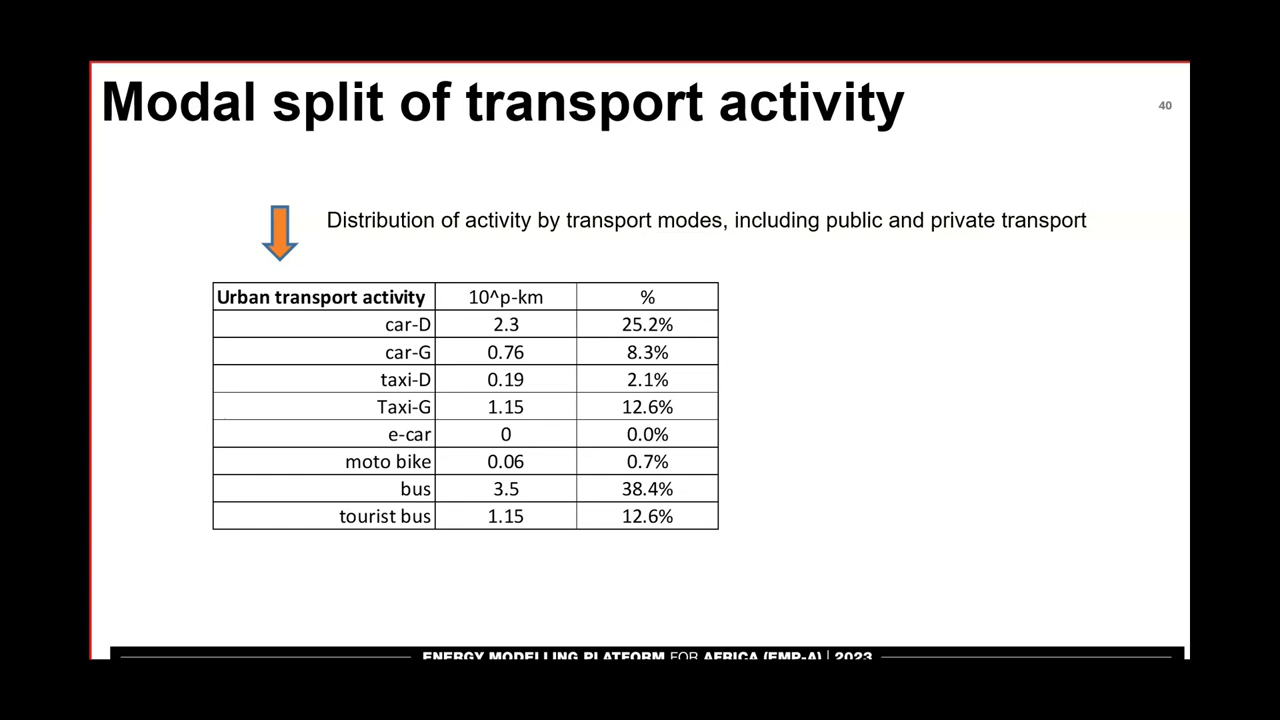 Modal split of transport activity
40
Distribution of activity by transport modes, including public and private transport
Urban transport activity 10^p-km %
car-D 2.3 25.2%
car-G 0.76 8.3%
taxi-D 0.19 2.1%
Taxi-G 1.15 12.6%
e-car 0 0.0%
moto bike 0.06 0.7%
bus 3.5 38.4%
tourist bus 1.15 12.6%
ENERGY MODELLING PLATFORM FOR AFRICA (EMP-A) | 2023